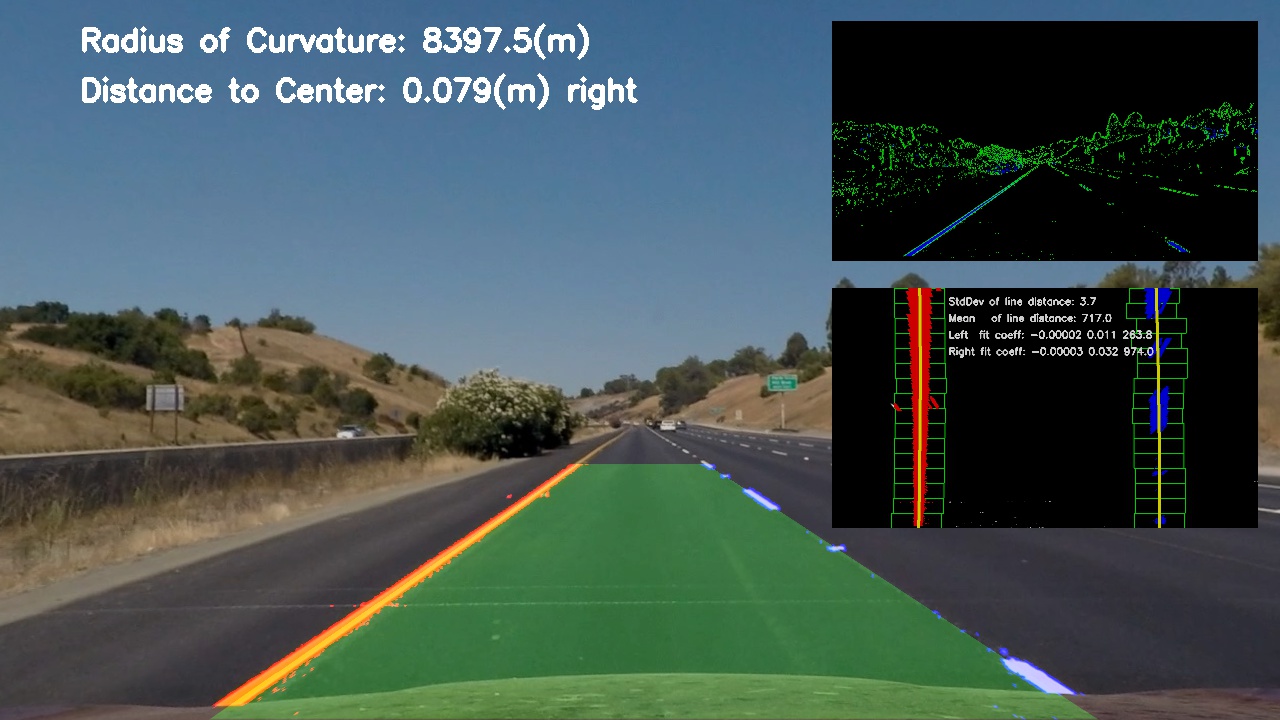 Radius of Curvature: 8397.5(m)
Distance to Center: 0.079(m) right
StdDev of line distance: 3.7
Mean of line distance: 717.0
Left fit coeff: -0.00002 0.011 263.8
Right fit coeff: -0.00003 0.032 974.0